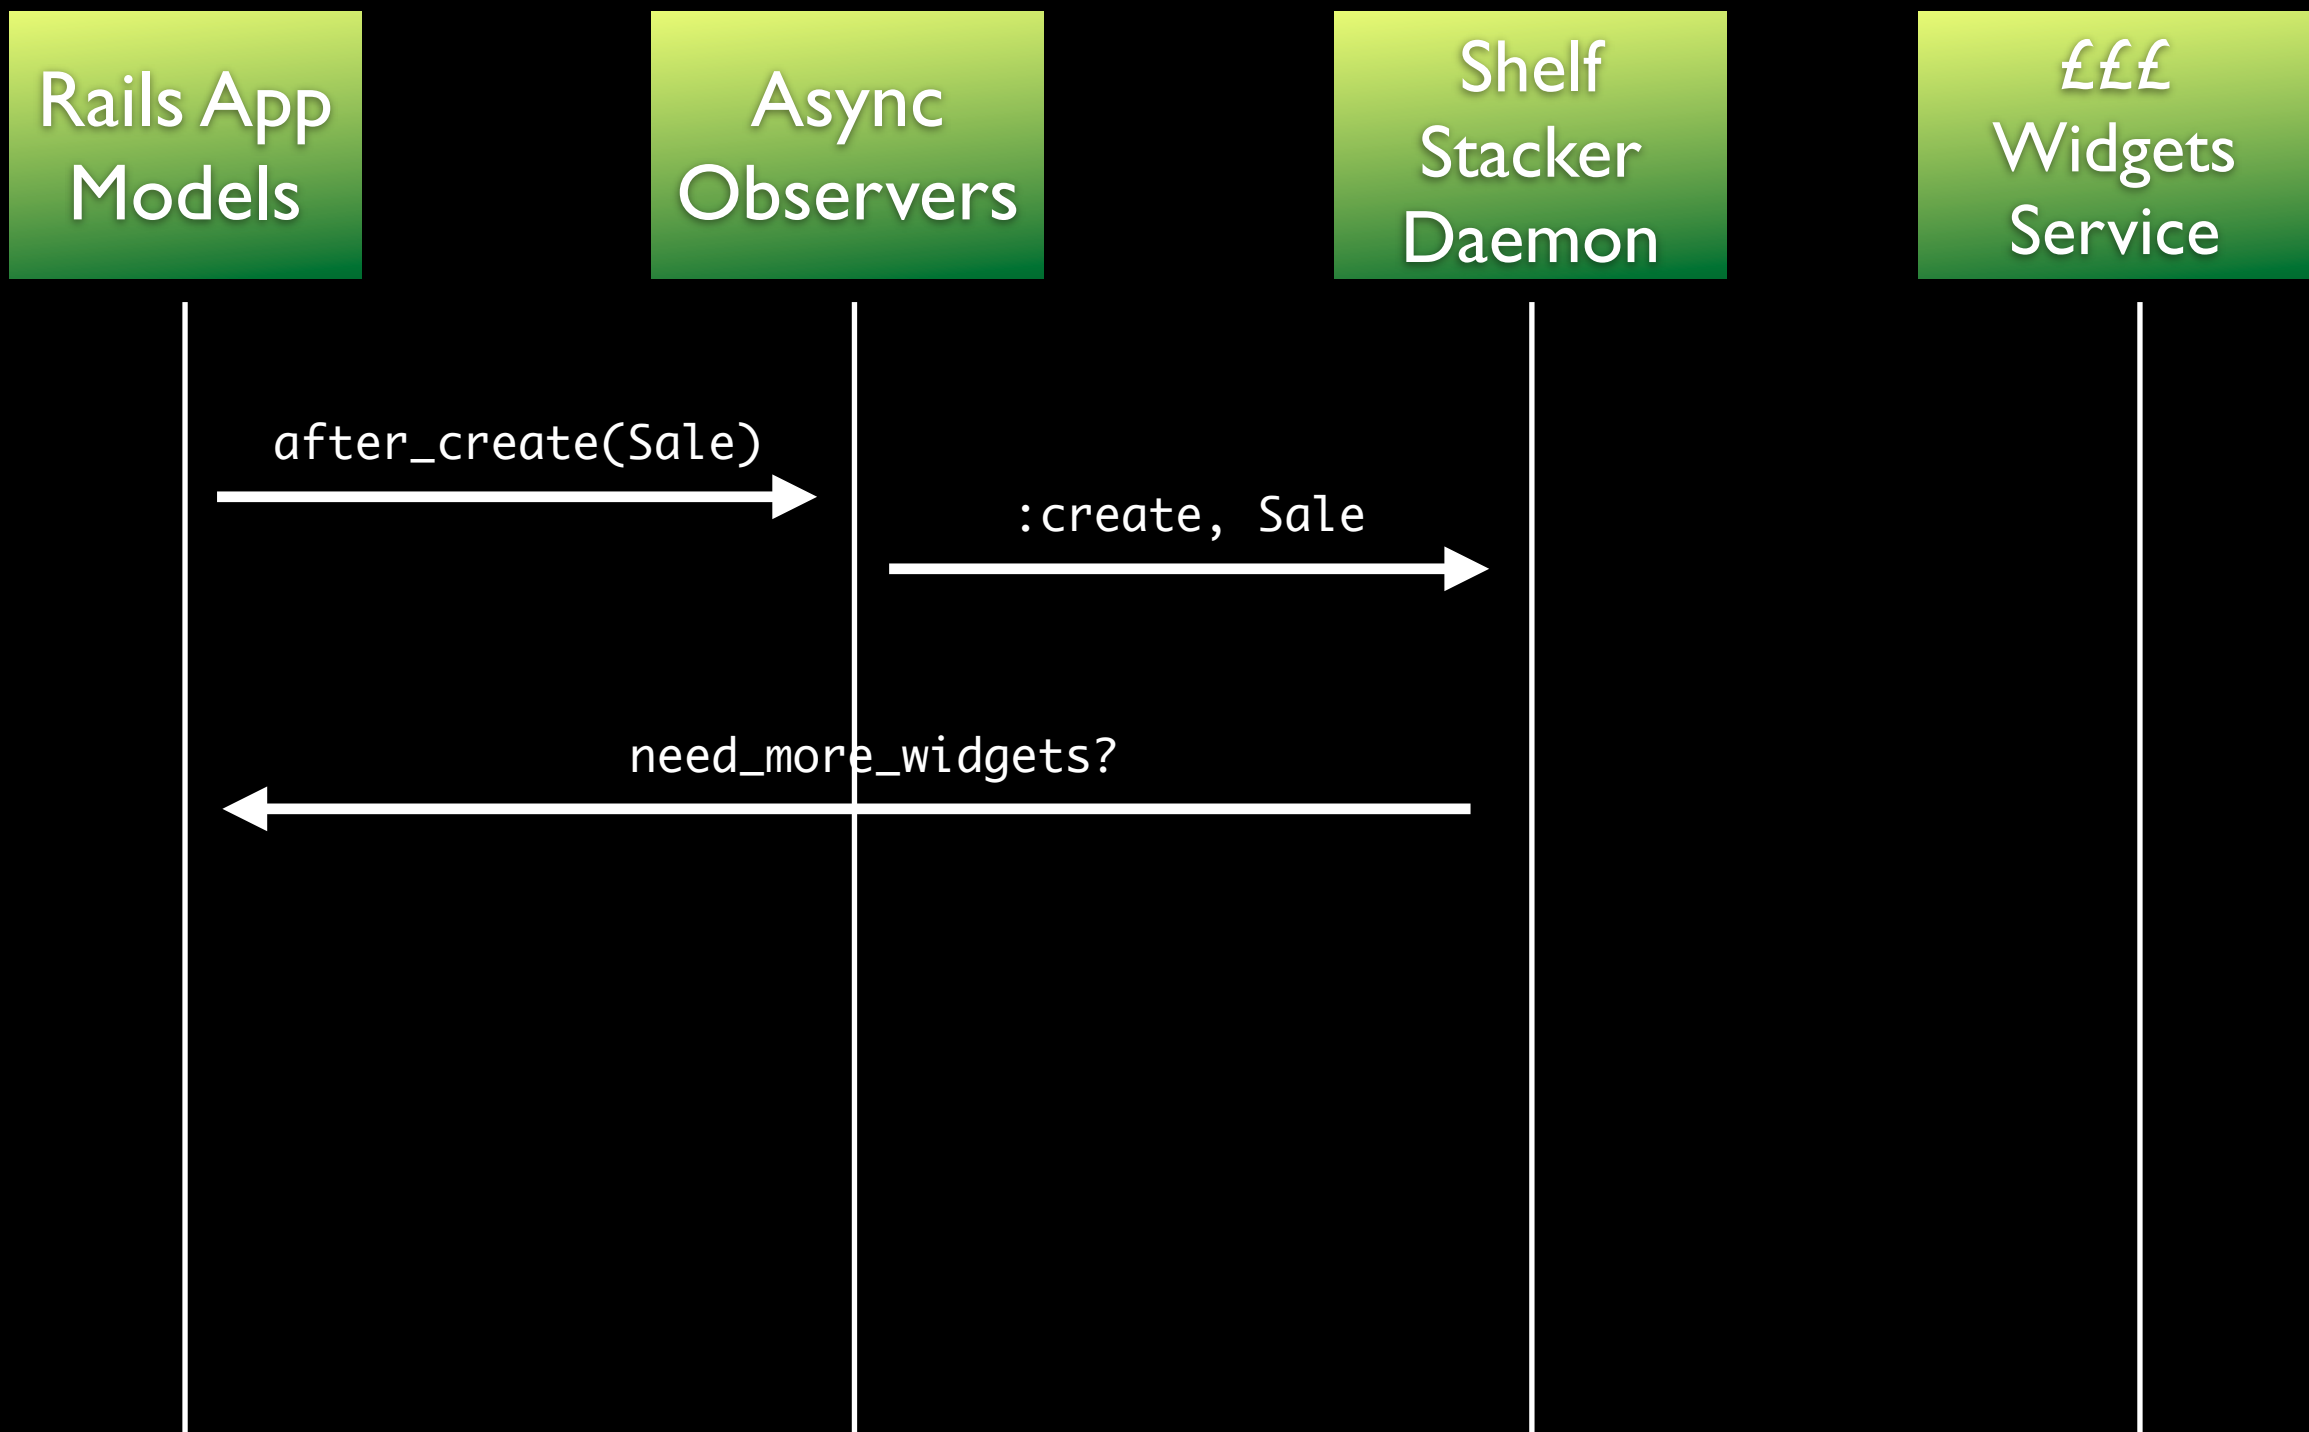 Rails App
Models
Async
Observers
Shelf
Stacker
Daemon
£££
Widgets
Service
after_create(Sale)
:create, Sale
need_more_widgets?